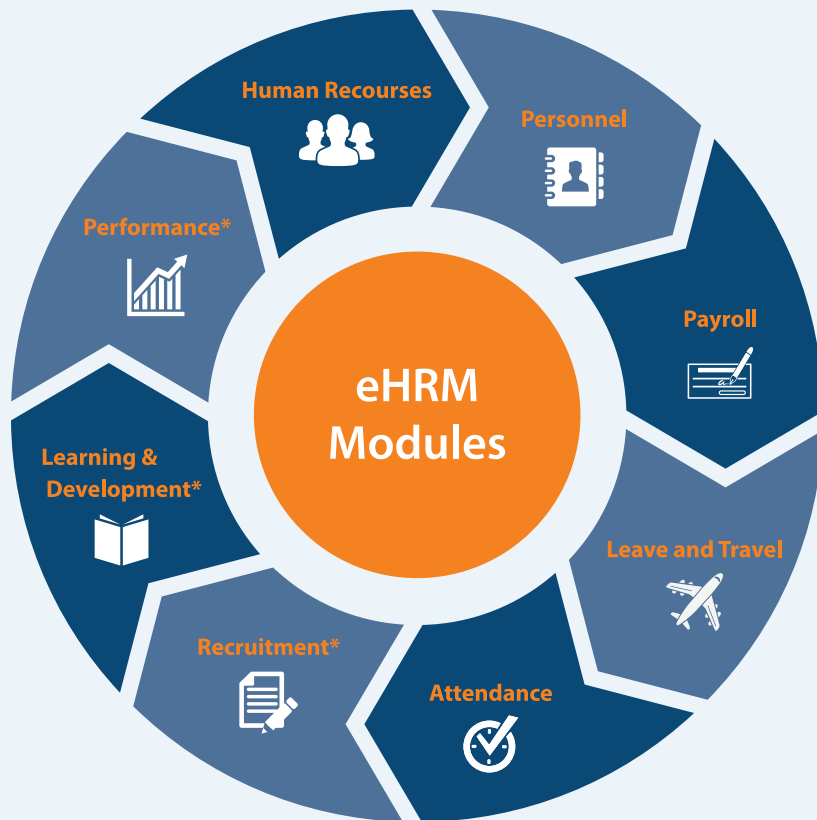 Human Recourses
Personnel
Payroll
Leave and Travel
Attendance
Recruitment*
Learning &
Development*
Performance*
eHRM
Modules